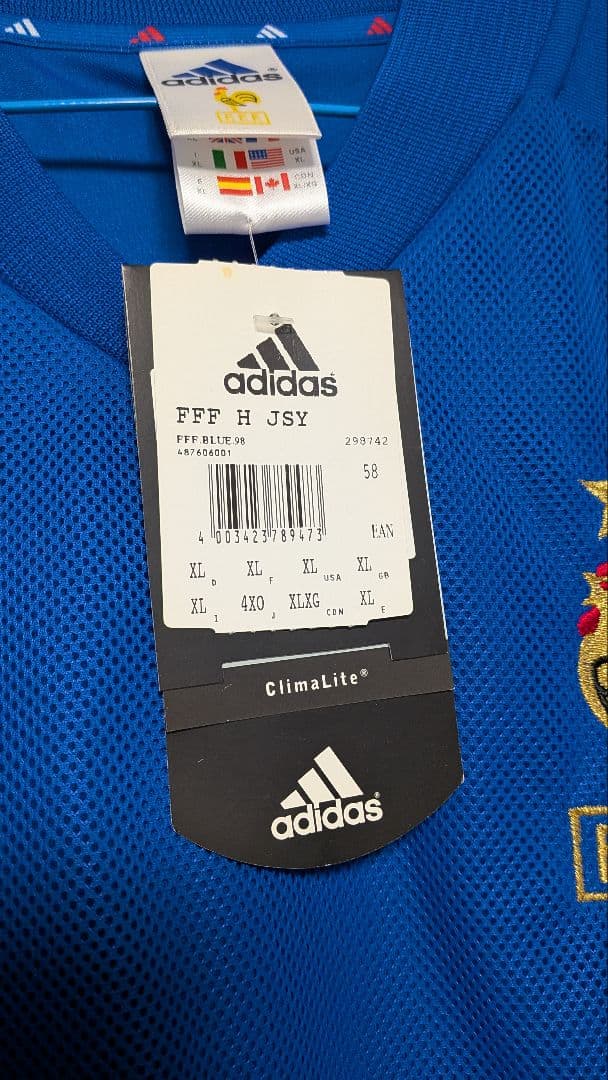 adidas
FFF
I USA
XL XL
E CDN
XL XL/XG
adidas
FFF H JSY
FFF.BLUE.98 298742
487606001
58
4 003423 789473 EAN
XL D XL F XL USA XL GB
XL I 4XO J XLXG CDN XL E
ClimaLite®
adidas